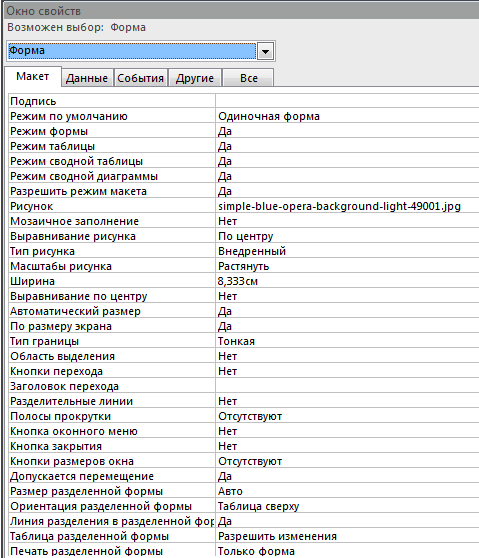 Окно свойств
Возможен выбор: Форма
Форма
Макет Данные События Другие Все
Подпись
Режим по умолчанию Одиночная форма
Режим формы Да
Режим таблицы Да
Режим сводной таблицы Да
Режим сводной диаграммы Да
Разрешить режим макета Да
Рисунок simple-blue-opera-background-light-49001.jpg
Мозаичное заполнение Нет
Выравнивание рисунка По центру
Тип рисунка Внедренный
Масштабы рисунка Растянуть
Ширина 8,333см
Выравнивание по центру Нет
Автоматический размер Да
По размеру экрана Да
Тип границы Тонкая
Область выделения Нет
Кнопки перехода Нет
Заголовок перехода
Разделительные линии Нет
Полосы прокрутки Отсутствуют
Кнопка оконного меню Нет
Кнопка закрытия Нет
Кнопки размеров окна Отсутствуют
Допускается перемещение Да
Размер разделенной формы Авто
Ориентация разделенной формы Таблица сверху
Линия разделения в разделенной фор Да
Таблица разделенной формы Разрешить изменения
Печать разделенной формы Только форма